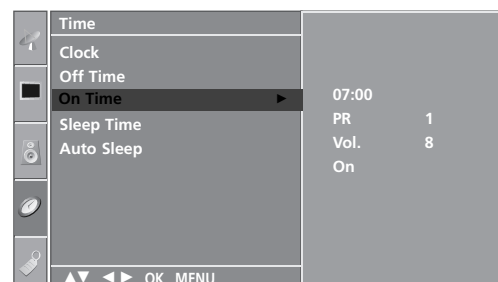 Time
Clock
Off Time
On Time ►
Sleep Time
Auto Sleep
07:00
PR 1
Vol. 8
On
▲▼ ◄► OK MENU